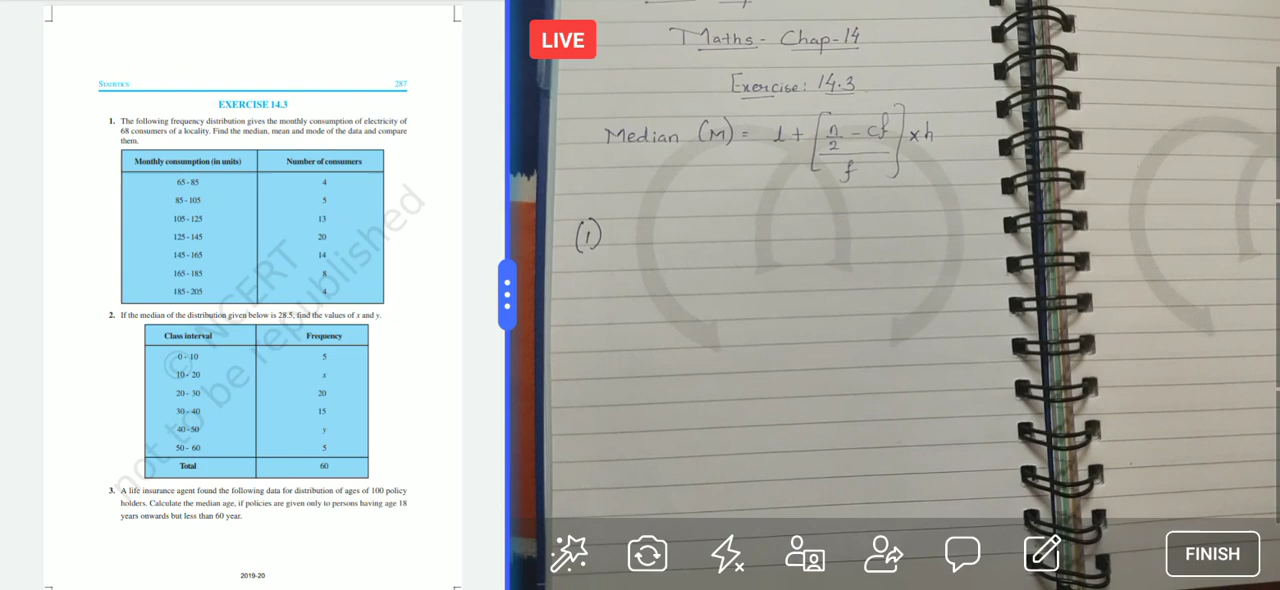 STATISTICS 287
EXERCISE 14.3
1. The following frequency distribution gives the monthly consumption of electricity of
68 consumers of a locality. Find the median, mean and mode of the data and compare
them.
Monthly consumption (in units) Number of consumers
65 - 85 4
85 - 105 5
105 - 125 13
125 - 145 20
145 - 165 14
165 - 185 8
185 - 205 4
2. If the median of the distribution given below is 28.5, find the values of x and y.
Class interval Frequency
0 - 10 5
10 - 20 x
20 - 30 20
30 - 40 15
40 - 50 y
50 - 60 5
Total 60
3. A life insurance agent found the following data for distribution of ages of 100 policy
holders. Calculate the median age, if policies are given only to persons having age 18
years onwards but less than 60 year.
2019-20
© NCERT
not to be republished
LIVE
Maths - Chap-14
Exercise: 14.3
Median (M) = l + [n/2 - cf / f] × h
(1)
FINISH